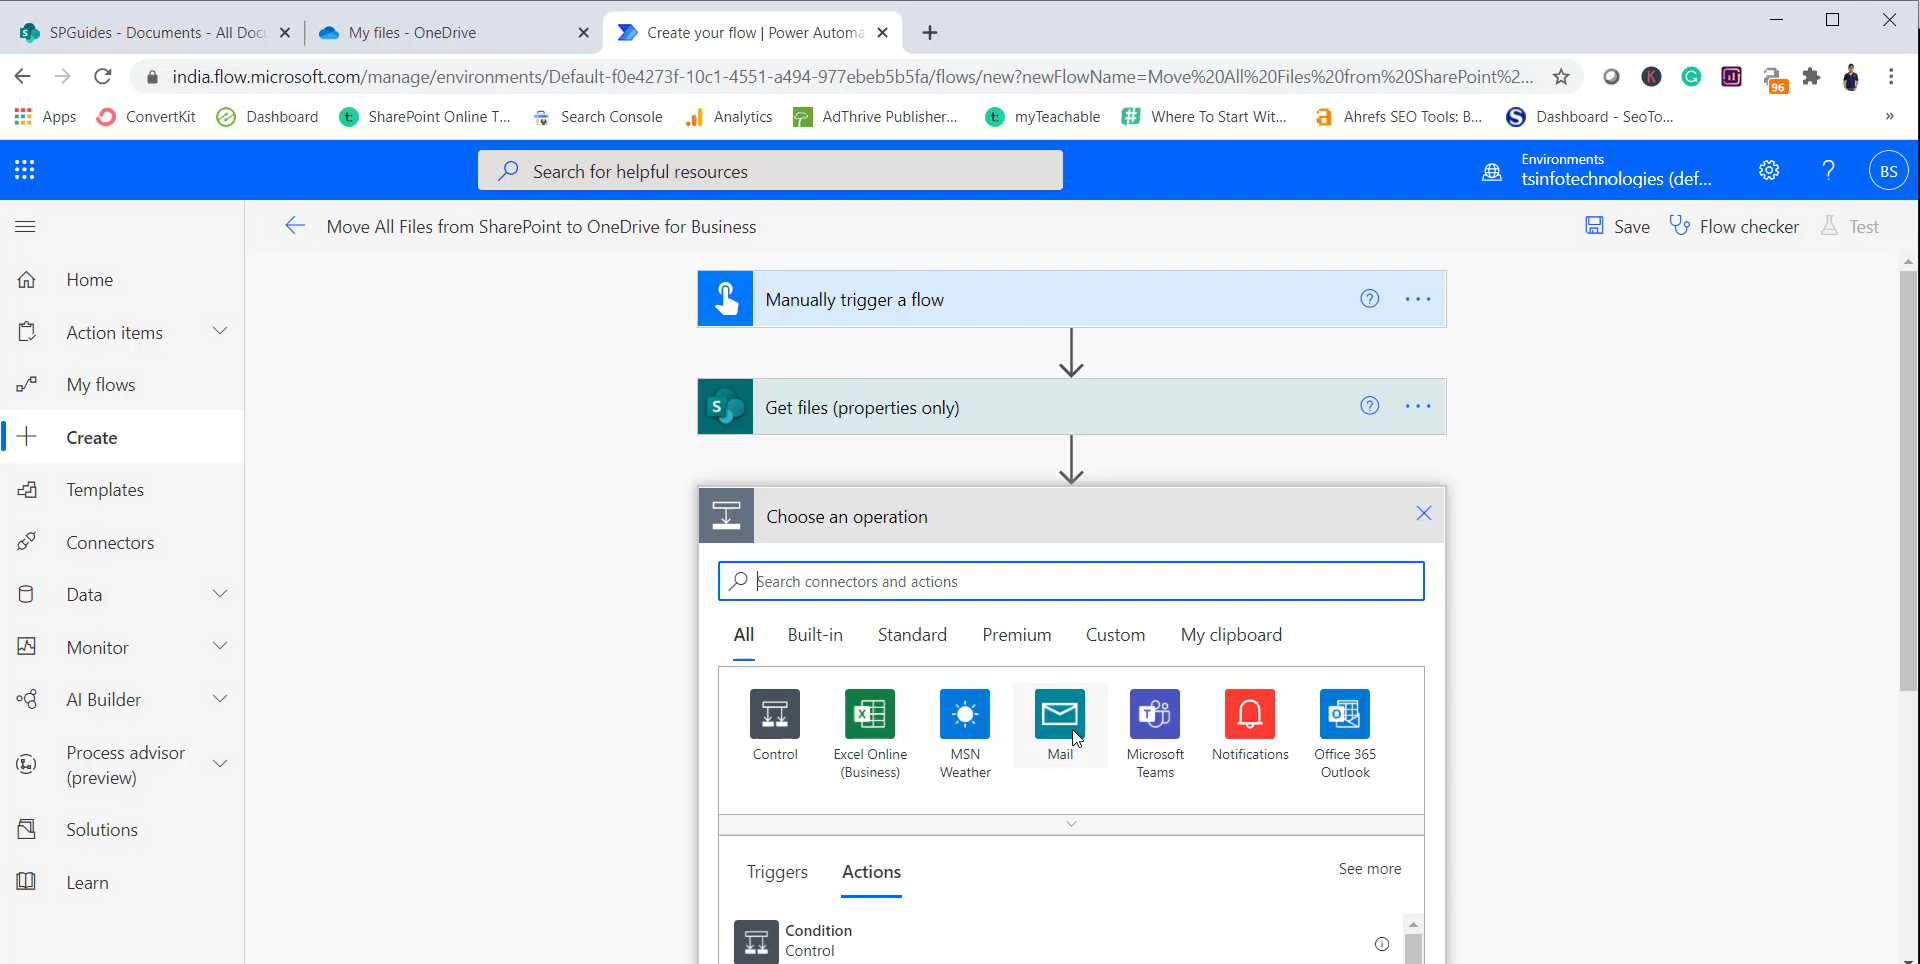 SPGuides - Documents - All Docu
My files - OneDrive
Create your flow | Power Automa
india.flow.microsoft.com/manage/environments/Default-f0e4273f-10c1-4551-a494-977ebeb5b5fa/flows/new?newFlowName=Move%20All%20Files%20from%20SharePoint%2...
K
G
96
Apps
ConvertKit
Dashboard
t:
SharePoint Online T...
Search Console
Analytics
AdThrive Publisher...
t:
myTeachable
Where To Start Wit...
a
Ahrefs SEO Tools: B...
S
Dashboard - SeoTo...
»
Search for helpful resources
Environments
tsinfotechnologies (def...
?
BS
Move All Files from SharePoint to OneDrive for Business
Save
Flow checker
Test
Home
Action items
My flows
Create
Templates
Connectors
Data
Monitor
AI Builder
Process advisor
(preview)
Solutions
Learn
Manually trigger a flow
?
...
S
Get files (properties only)
?
...
Choose an operation
Search connectors and actions
All
Built-in
Standard
Premium
Custom
My clipboard
Control
Excel Online
(Business)
MSN
Weather
Mail
Microsoft
Teams
Notifications
Office 365
Outlook
Triggers
Actions
See more
Condition
Control